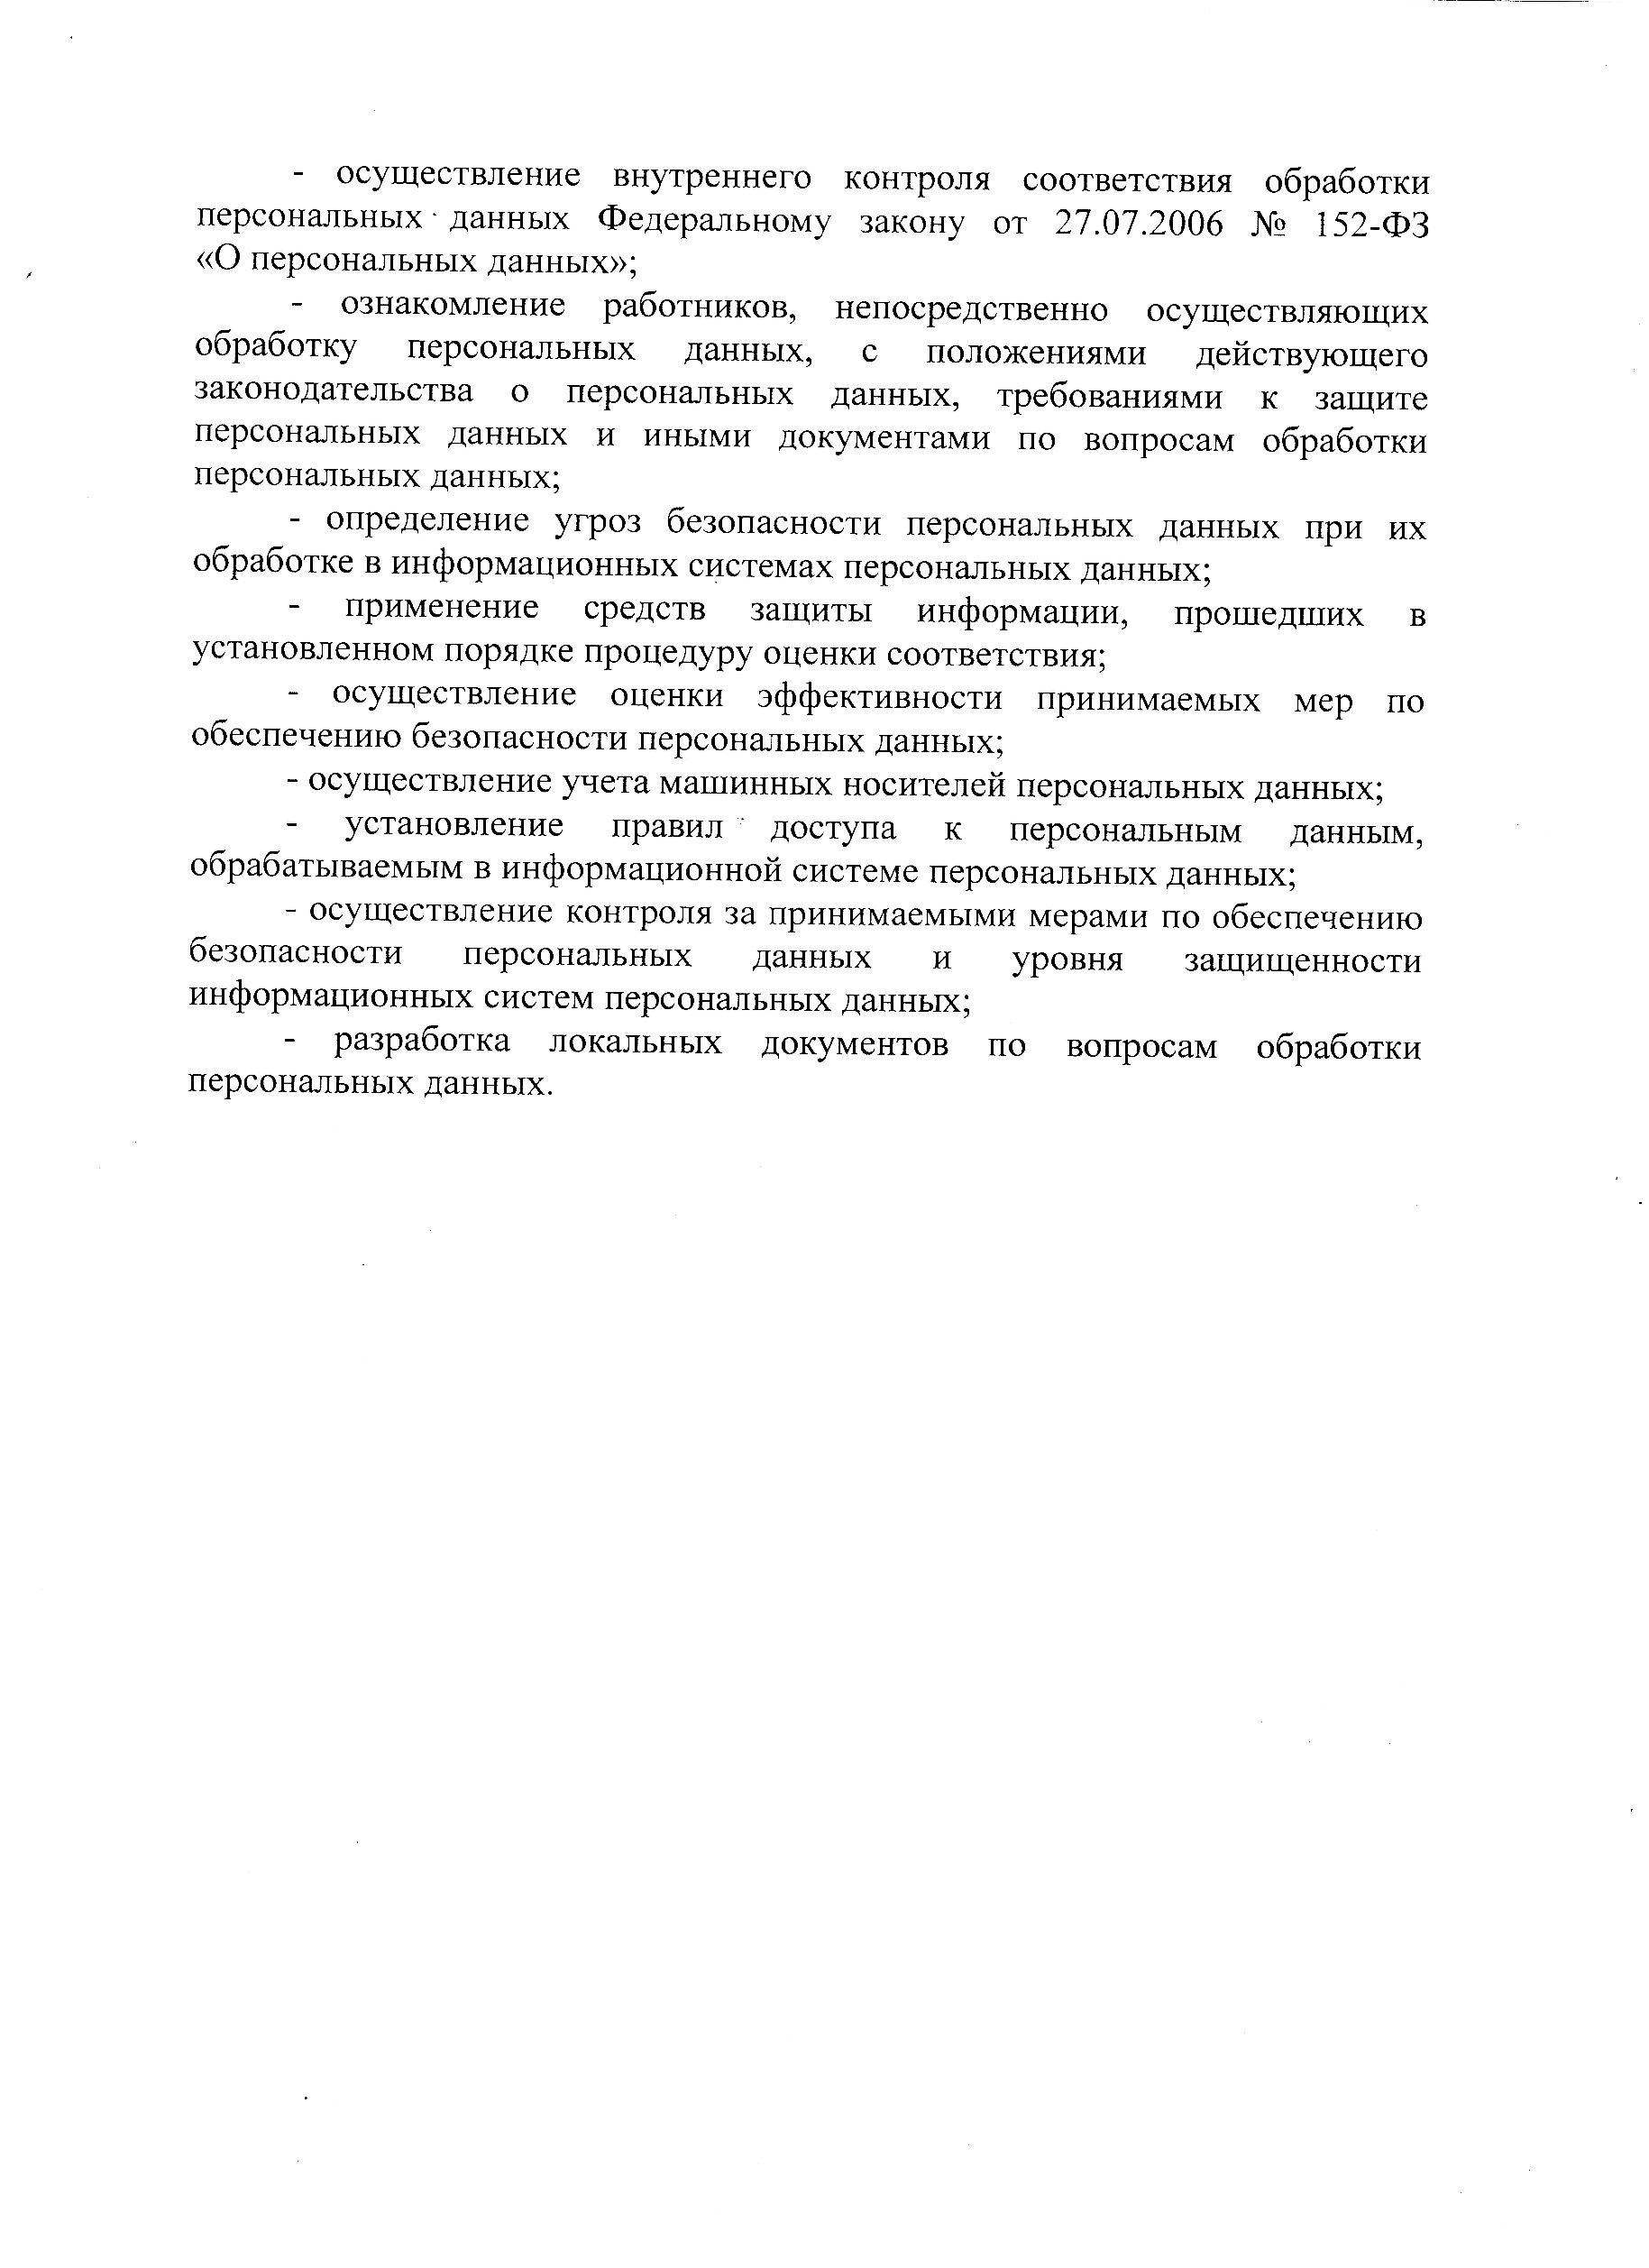 - осуществление внутреннего контроля соответствия обработки
персональных данных Федеральному закону от 27.07.2006 № 152-ФЗ
«О персональных данных»;
- ознакомление работников, непосредственно осуществляющих
обработку персональных данных, с положениями действующего
законодательства о персональных данных, требованиями к защите
персональных данных и иными документами по вопросам обработки
персональных данных;
- определение угроз безопасности персональных данных при их
обработке в информационных системах персональных данных;
- применение средств защиты информации, прошедших в
установленном порядке процедуру оценки соответствия;
- осуществление оценки эффективности принимаемых мер по
обеспечению безопасности персональных данных;
- осуществление учета машинных носителей персональных данных;
- установление правил доступа к персональным данным,
обрабатываемым в информационной системе персональных данных;
- осуществление контроля за принимаемыми мерами по обеспечению
безопасности персональных данных и уровня защищенности
информационных систем персональных данных;
- разработка локальных документов по вопросам обработки
персональных данных.